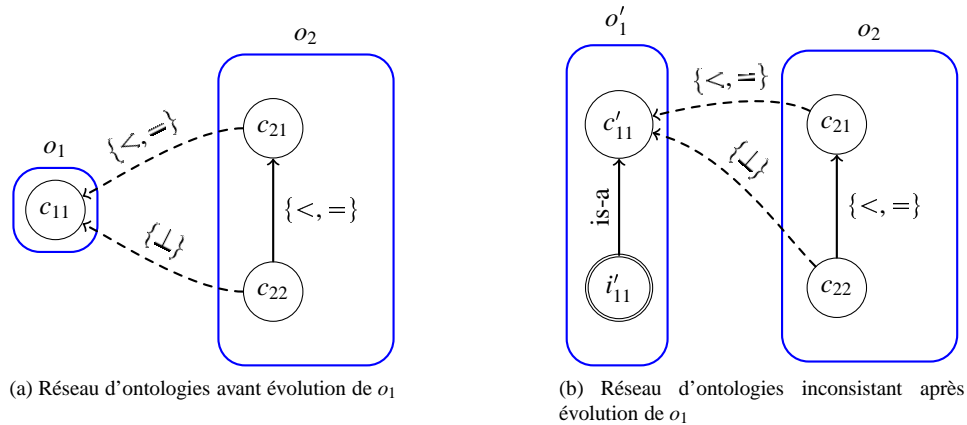 o₂
o₁
c₂₁
{<, =}
c₁₁
{<, =}
{⊥}
c₂₂
(a) Réseau d'ontologies avant évolution de o₁
o′₁
o₂
{<, =}
c′₁₁
c₂₁
{⊥}
is-a
{<, =}
i′₁₁
c₂₂
(b) Réseau d'ontologies inconsistant après
évolution de o₁